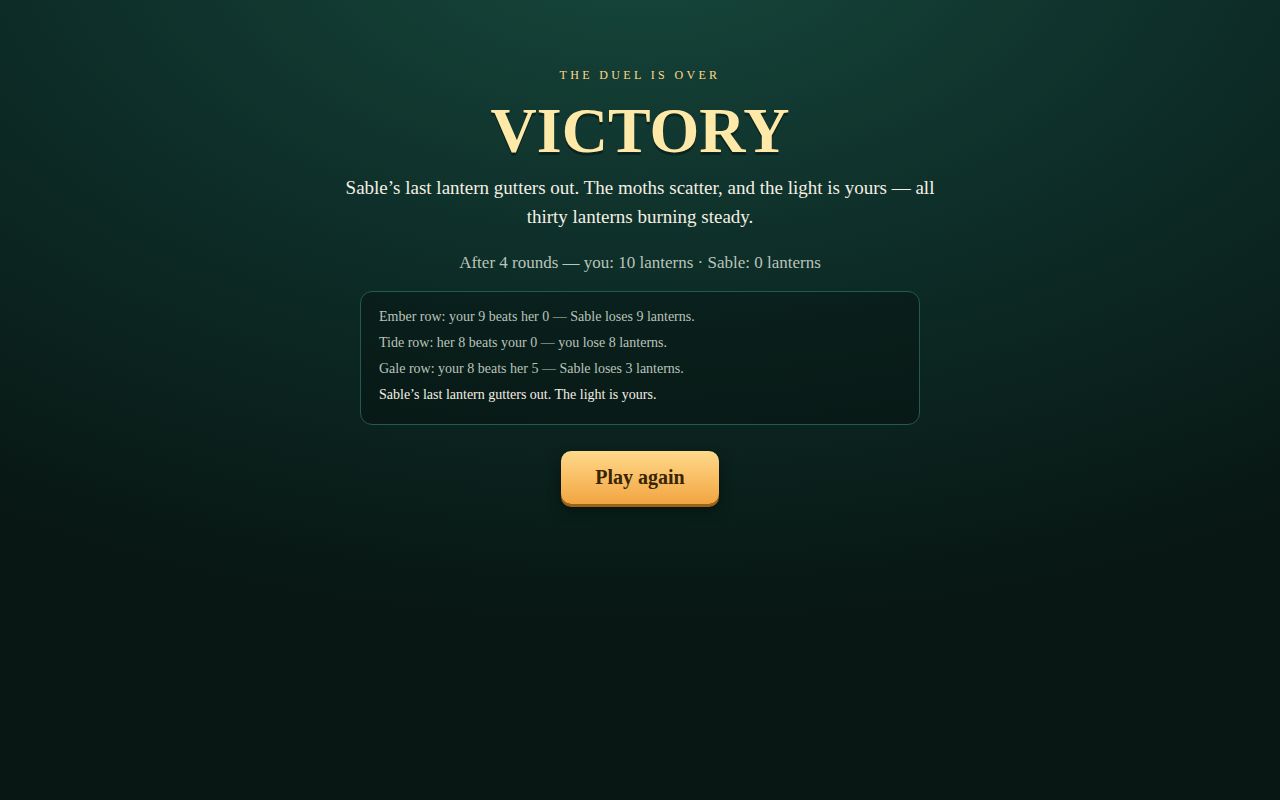 THE DUEL IS OVER
VICTORY
Sable’s last lantern gutters out. The moths scatter, and the light is yours — all
thirty lanterns burning steady.
After 4 rounds — you: 10 lanterns · Sable: 0 lanterns
Ember row: your 9 beats her 0 — Sable loses 9 lanterns.
Tide row: her 8 beats your 0 — you lose 8 lanterns.
Gale row: your 8 beats her 5 — Sable loses 3 lanterns.
Sable’s last lantern gutters out. The light is yours.
Play again